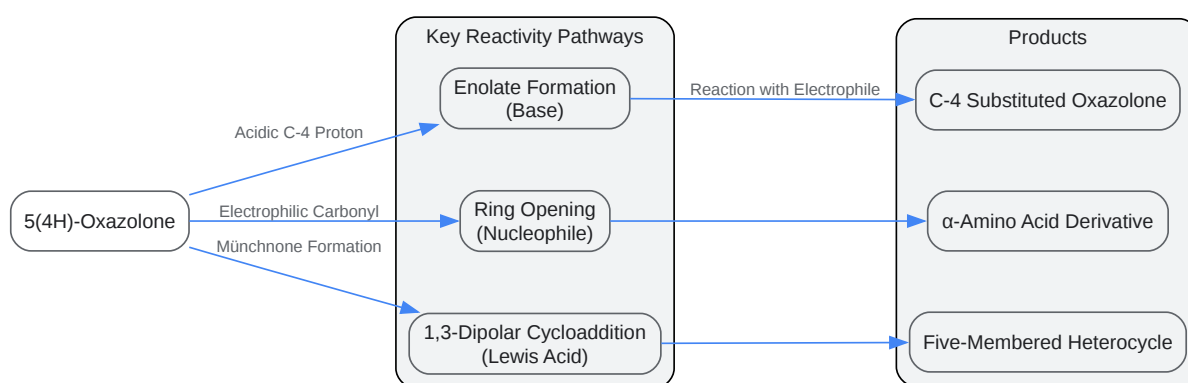 Key Reactivity Pathways
Products
Enolate Formation
(Base)
Reaction with Electrophile
C-4 Substituted Oxazolone
Acidic C-4 Proton
5(4H)-Oxazolone
Electrophilic Carbonyl
Ring Opening
(Nucleophile)
α-Amino Acid Derivative
Münchnone Formation
1,3-Dipolar Cycloaddition
(Lewis Acid)
Five-Membered Heterocycle